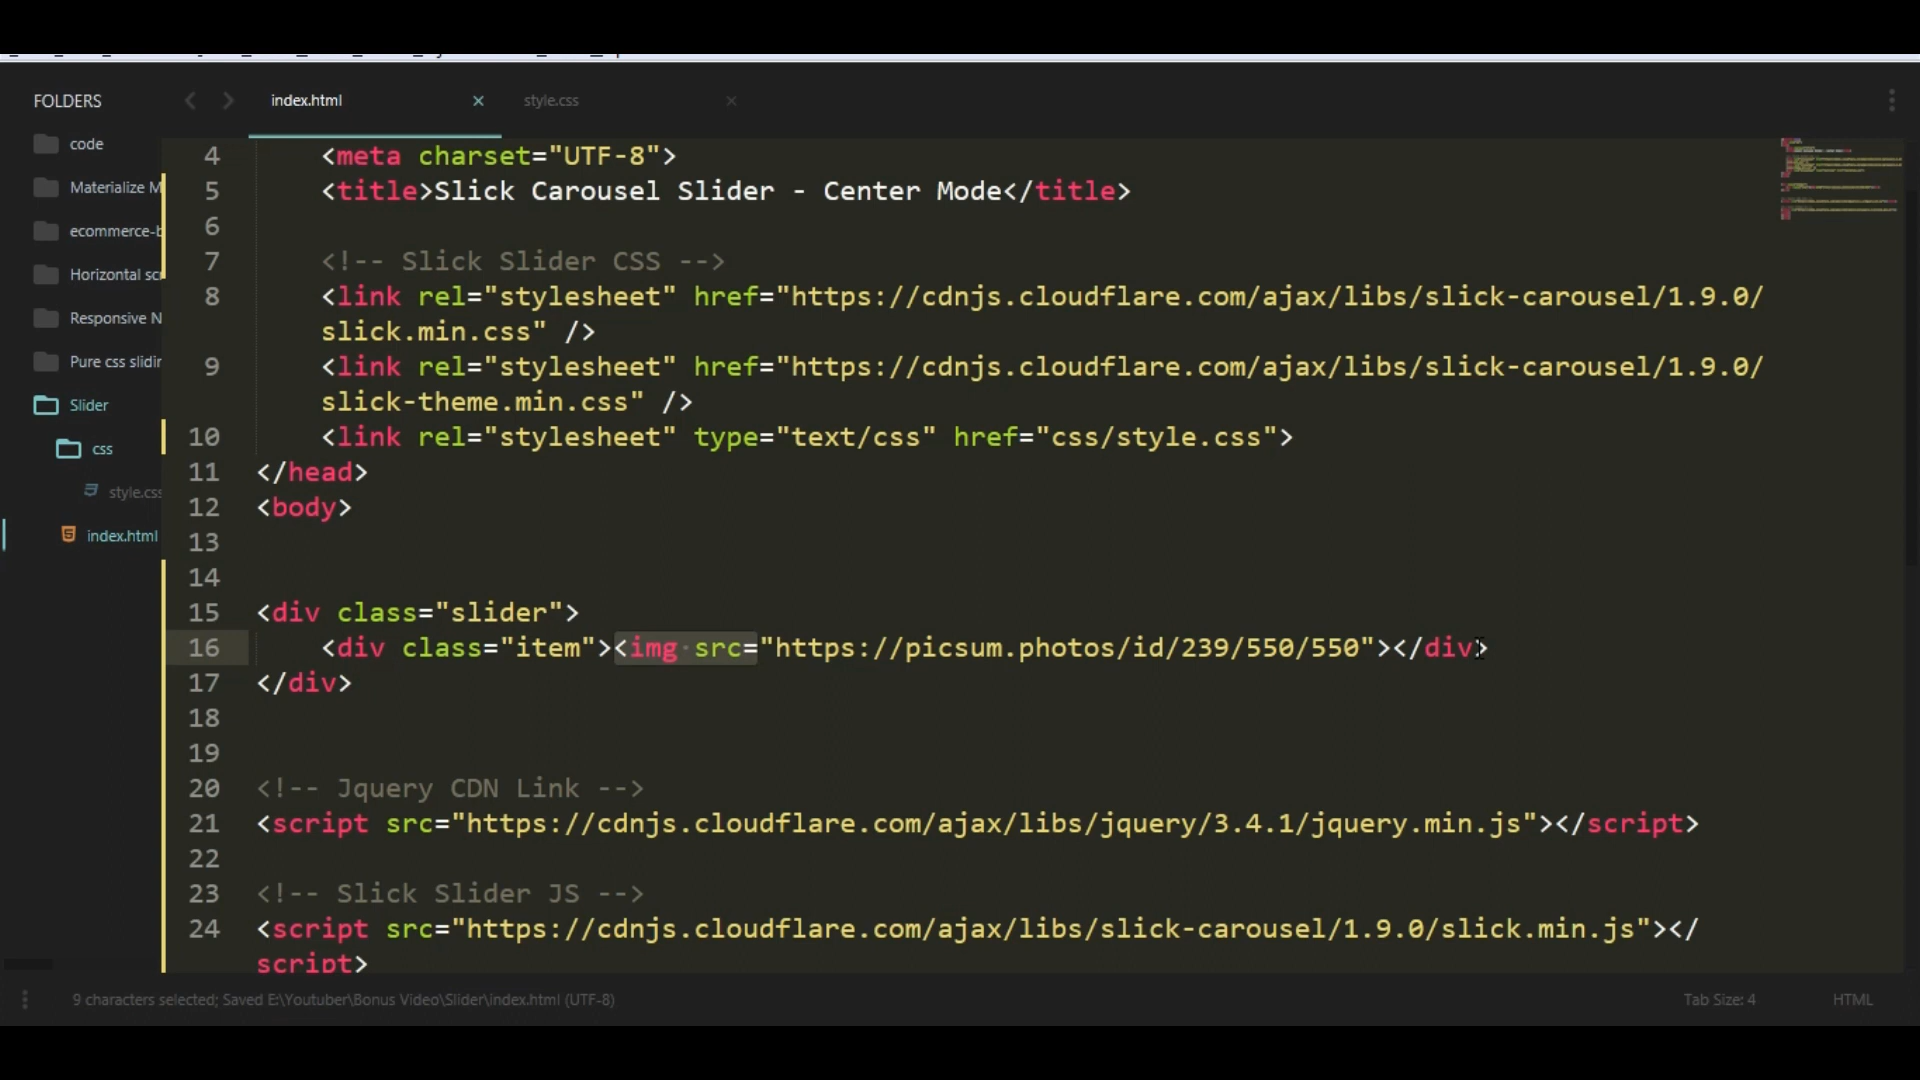 FOLDERS
index.html
style.css
code
Materialize M
ecommerce-b
Horizontal scr
Responsive N
Pure css slidin
Slider
css
style.css
index.html
4 <meta charset="UTF-8">
5 <title>Slick Carousel Slider - Center Mode</title>
6
7 <!-- Slick Slider CSS -->
8 <link rel="stylesheet" href="https://cdnjs.cloudflare.com/ajax/libs/slick-carousel/1.9.0/
slick.min.css" />
9 <link rel="stylesheet" href="https://cdnjs.cloudflare.com/ajax/libs/slick-carousel/1.9.0/
slick-theme.min.css" />
10 <link rel="stylesheet" type="text/css" href="css/style.css">
11 </head>
12 <body>
13
14
15 <div class="slider">
16 <div class="item"><img src="https://picsum.photos/id/239/550/550"></div>
17 </div>
18
19
20 <!-- Jquery CDN Link -->
21 <script src="https://cdnjs.cloudflare.com/ajax/libs/jquery/3.4.1/jquery.min.js"></script>
22
23 <!-- Slick Slider JS -->
24 <script src="https://cdnjs.cloudflare.com/ajax/libs/slick-carousel/1.9.0/slick.min.js"></
script>
9 characters selected; Saved E:\Youtuber\Bonus Video\Slider\index.html (UTF-8)
Tab Size: 4
HTML